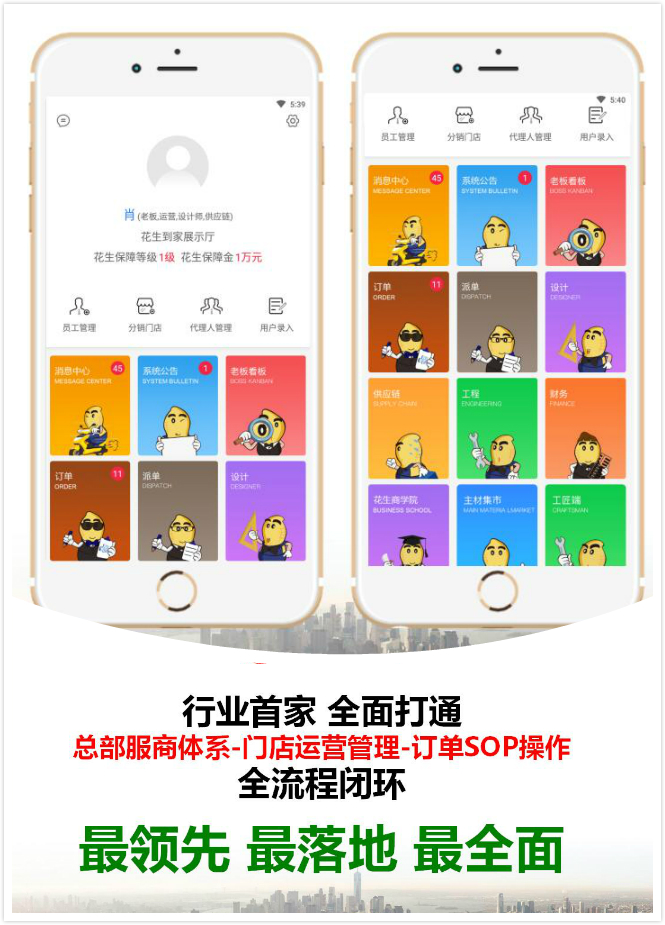 5:39
肖 (老板,运营,设计师,供应链)
花生到家展示厅
花生保障等级1级 花生保障金1万元
员工管理 分销门店 代理人管理 用户录入
消息中心 45 系统公告 1 老板看板
MESSAGE CENTER SYSTEM BULLETIN BOSS KANBAN
订单 11 派单 设计
ORDER DISPATCH DESIGNER
5:40
员工管理 分销门店 代理人管理 用户录入
消息中心 45 系统公告 1 老板看板
MESSAGE CENTER SYSTEM BULLETIN BOSS KANBAN
订单 11 派单 设计
ORDER DISPATCH DESIGNER
供应链 工程 财务
SUPPLY CHAIN ENGINEERING FINANCE
花生商学院 主材集市 工匠端
BUSINESS SCHOOL MAIN MATERIA LMARKET CRAFTSMAN
行业首家 全面打通
总部服商体系-门店运营管理-订单SOP操作
全流程闭环
最领先 最落地 最全面